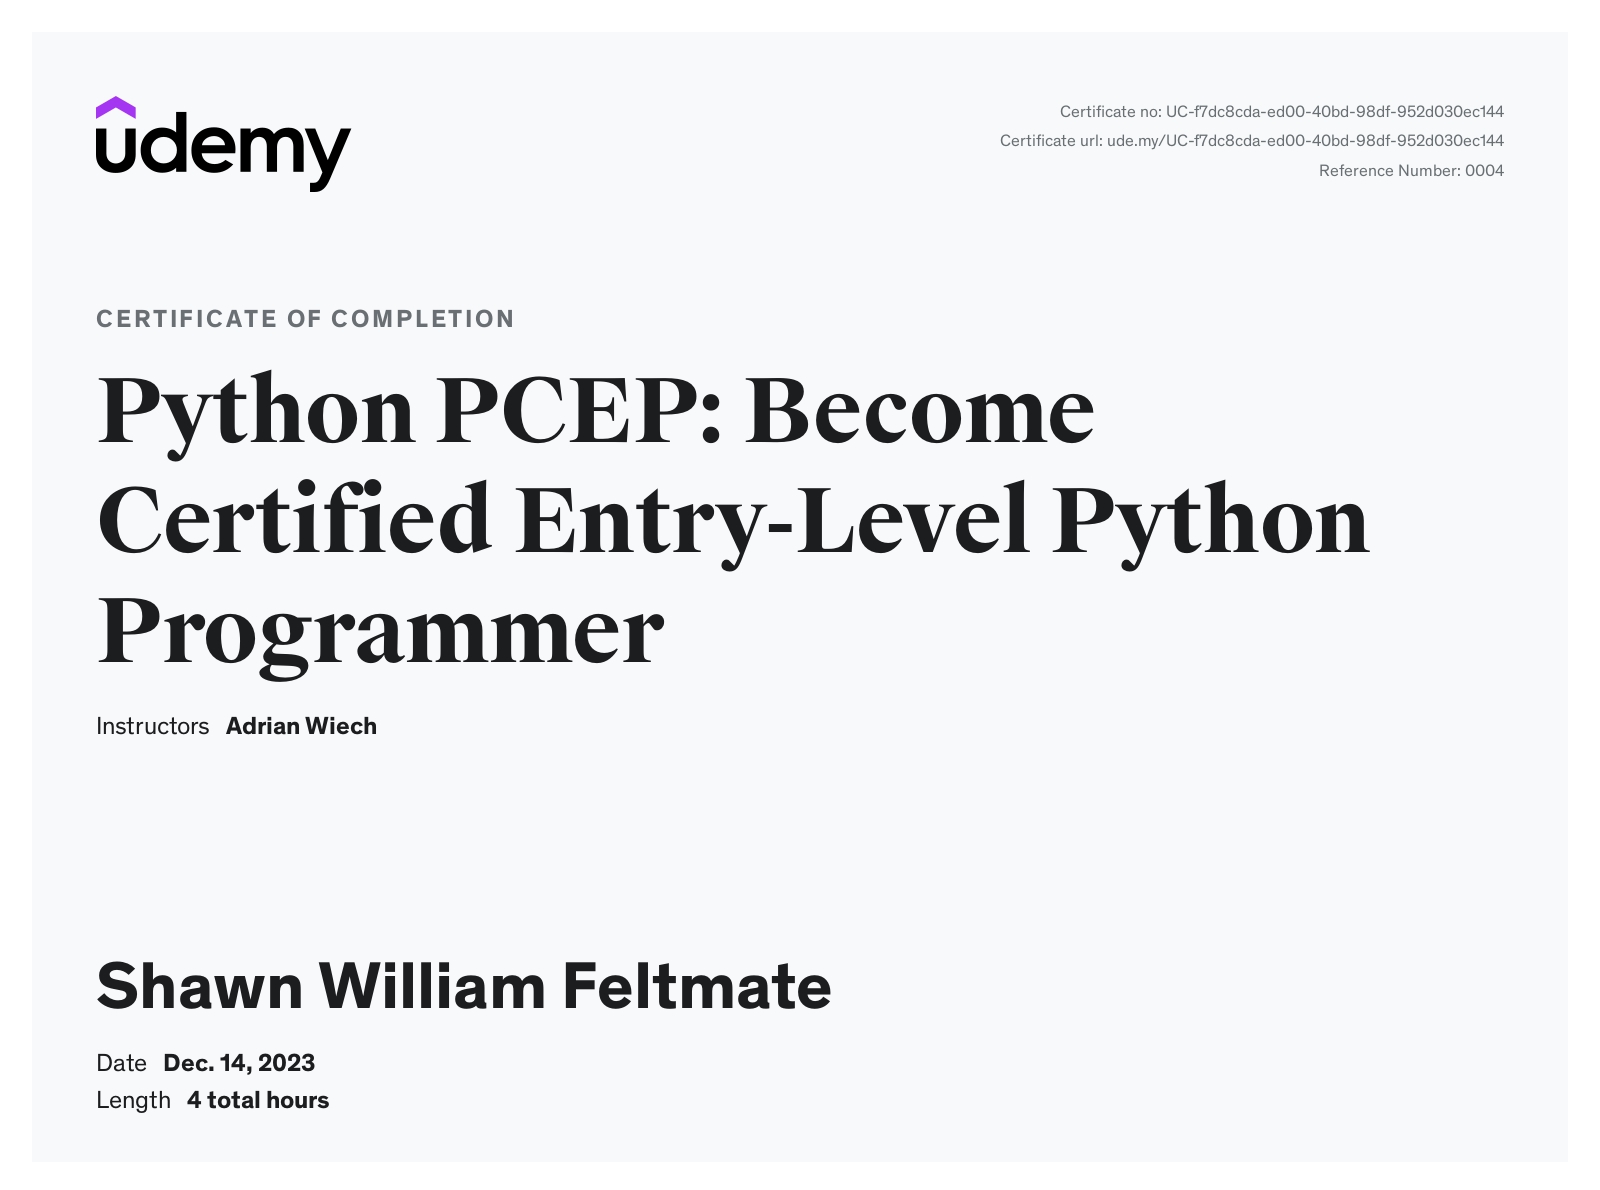 udemy
Certificate no: UC-f7dc8cda-ed00-40bd-98df-952d030ec144
Certificate url: ude.my/UC-f7dc8cda-ed00-40bd-98df-952d030ec144
Reference Number: 0004
CERTIFICATE OF COMPLETION
Python PCEP: Become
Certified Entry-Level Python
Programmer
Instructors Adrian Wiech
Shawn William Feltmate
Date Dec. 14, 2023
Length 4 total hours